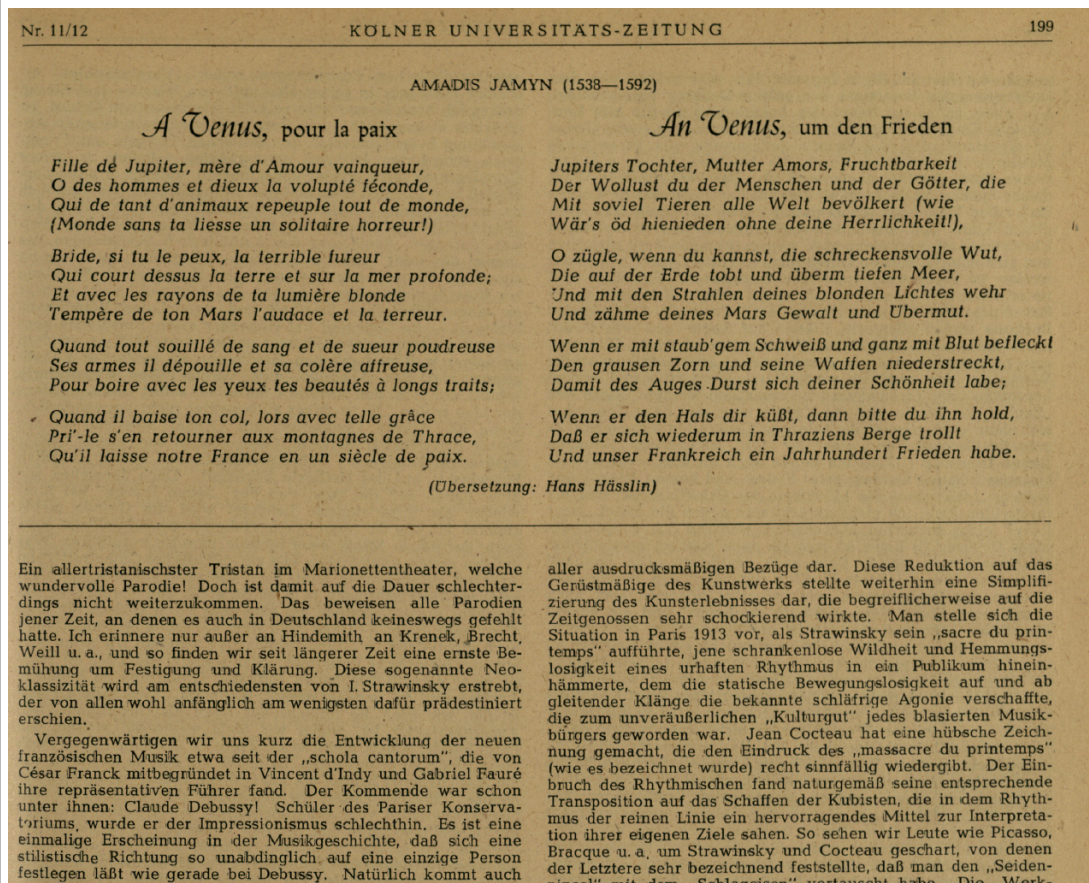 Nr. 11/12
KÖLNER UNIVERSITÄTS-ZEITUNG
199
AMADIS JAMYN (1538—1592)
A Venus, pour la paix
Fille de Jupiter, mère d'Amour vainqueur,
O des hommes et dieux la volupté féconde,
Qui de tant d'animaux repeuple tout de monde,
(Monde sans ta liesse un solitaire horreur!)
Bride, si tu le peux, la terrible fureur
Qui court dessus la terre et sur la mer profonde;
Et avec les rayons de ta lumière blonde
Tempère de ton Mars l'audace et la terreur.
Quand tout souillé de sang et de sueur poudreuse
Ses armes il dépouille et sa colère affreuse,
Pour boire avec les yeux tes beautés à longs traits;
Quand il baise ton col, lors avec telle grâce
Pri'-le s'en retourner aux montagnes de Thrace,
Qu'il laisse notre France en un siècle de paix.
An Venus, um den Frieden
Jupiters Tochter, Mutter Amors, Fruchtbarkeit
Der Wollust du der Menschen und der Götter, die
Mit soviel Tieren alle Welt bevölkert (wie
Wär's öd hienieden ohne deine Herrlichkeit!),
O zügle, wenn du kannst, die schreckensvolle Wut,
Die auf der Erde tobt und überm tiefen Meer,
Und mit den Strahlen deines blonden Lichtes wehr
Und zähme deines Mars Gewalt und Übermut.
Wenn er mit staub'gem Schweiß und ganz mit Blut befleckt
Den grausen Zorn und seine Waffen niederstreckt,
Damit des Auges Durst sich deiner Schönheit labe;
Wenn er den Hals dir küßt, dann bitte du ihn hold,
Daß er sich wiederum in Thraziens Berge trollt
Und unser Frankreich ein Jahrhundert Frieden habe.
(Übersetzung: Hans Hässlin)
Ein allertristanischster Tristan im Marionettentheater, welche
wundervolle Parodie! Doch ist damit auf die Dauer schlechter-
dings nicht weiterzukommen. Das beweisen alle Parodien
jener Zeit, an denen es auch in Deutschland keineswegs gefehlt
hatte. Ich erinnere nur außer an Hindemith an Krenek, Brecht,
Weill u. a., und so finden wir seit längerer Zeit eine ernste Be-
mühung um Festigung und Klärung. Diese sogenannte Neo-
klassizität wird am entschiedensten von I. Strawinsky erstrebt,
der von allen wohl anfänglich am wenigsten dafür prädestiniert
erschien.
Vergegenwärtigen wir uns kurz die Entwicklung der neuen
französischen Musik etwa seit der „schola cantorum", die von
César Franck mitbegründet in Vincent d'Indy und Gabriel Fauré
ihre repräsentativen Führer fand. Der Kommende war schon
unter ihnen: Claude Debussy! Schüler des Pariser Konserva-
toriums, wurde er der Impressionismus schlechthin. Es ist eine
einmalige Erscheinung in der Musikgeschichte, daß sich eine
stilistische Richtung so unabdinglich auf eine einzige Person
festlegen läßt wie gerade bei Debussy. Natürlich kommt auch
aller ausdrucksmäßigen Bezüge dar. Diese Reduktion auf das
Gerüstmäßige des Kunstwerks stellte weiterhin eine Simplifi-
zierung des Kunsterlebnisses dar, die begreiflicherweise auf die
Zeitgenossen sehr schockierend wirkte. Man stelle sich die
Situation in Paris 1913 vor, als Strawinsky sein „sacre du prin-
temps" aufführte, jene schrankenlose Wildheit und Hemmungs-
losigkeit eines urhaften Rhythmus in ein Publikum hinein-
hämmerte, dem die statische Bewegungslosigkeit auf und ab
gleitender Klänge die bekannte schläfrige Agonie verschaffte,
die zum unveräußerlichen „Kulturgut" jedes blasierten Musik-
bürgers geworden war. Jean Cocteau hat eine hübsche Zeich-
nung gemacht, die den Eindruck des „massacre du printemps"
(wie es bezeichnet wurde) recht sinnfällig wiedergibt. Der Ein-
bruch des Rhythmischen fand naturgemäß seine entsprechende
Transposition auf das Schaffen der Kubisten, die in dem Rhyth-
mus der reinen Linie ein hervorragendes Mittel zur Interpreta-
tion ihrer eigenen Ziele sahen. So sehen wir Leute wie Picasso,
Bracque u. a. um Strawinsky und Cocteau geschart, von denen
der Letztere sehr bezeichnend feststellte, daß man den „Seiden-